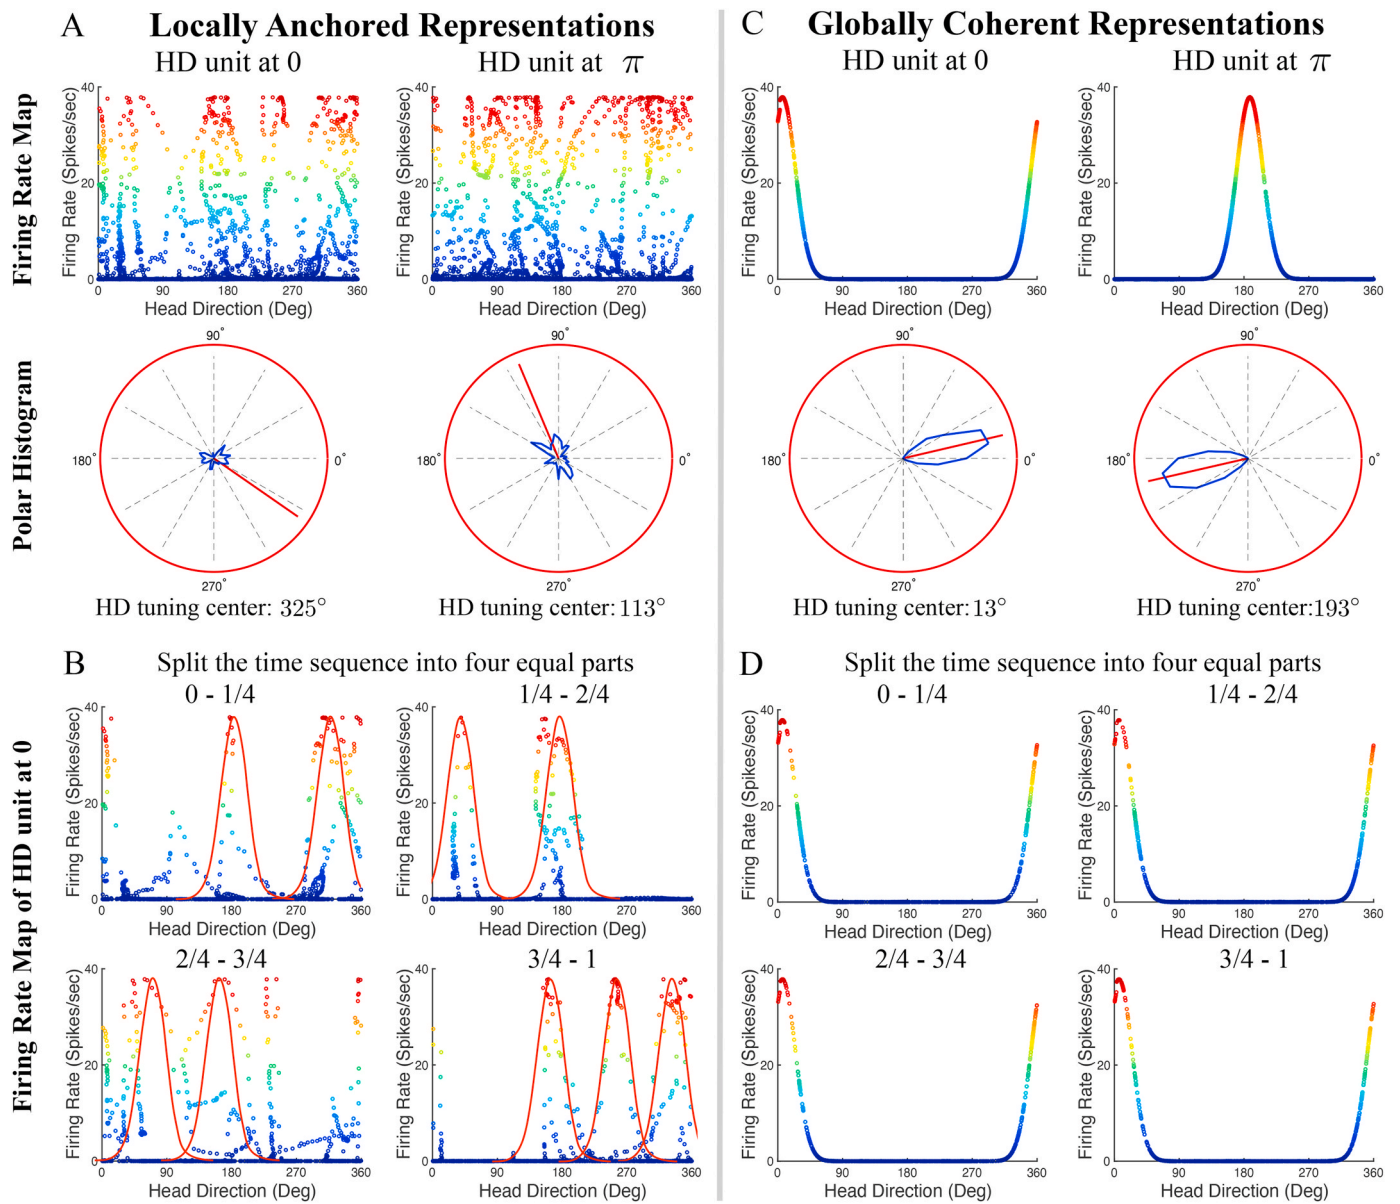 A Locally Anchored Representations
HD unit at 0
HD unit at π
Firing Rate Map
Firing Rate (Spikes/sec)
40
20
0
0 90 180 270 360
Head Direction (Deg)
Firing Rate (Spikes/sec)
40
20
0
0 90 180 270 360
Head Direction (Deg)
Polar Histogram
90°
180°
0°
270°
HD tuning center: 325°
90°
180°
0°
270°
HD tuning center:113°
B Split the time sequence into four equal parts
Firing Rate Map of HD unit at 0
0 - 1/4
Firing Rate (Spikes/sec)
40
20
0
0 90 180 270 360
Head Direction (Deg)
1/4 - 2/4
Firing Rate (Spikes/sec)
40
20
0
0 90 180 270 360
Head Direction (Deg)
2/4 - 3/4
Firing Rate (Spikes/sec)
40
20
0
0 90 180 270 360
Head Direction (Deg)
3/4 - 1
Firing Rate (Spikes/sec)
40
20
0
0 90 180 270 360
Head Direction (Deg)
C Globally Coherent Representations
HD unit at 0
HD unit at π
Firing Rate (Spikes/sec)
40
20
0
0 90 180 270 360
Head Direction (Deg)
Firing Rate (Spikes/sec)
40
20
0
0 90 180 270 360
Head Direction (Deg)
90°
180°
0°
270°
HD tuning center:13°
90°
180°
0°
270°
HD tuning center:193°
D Split the time sequence into four equal parts
0 - 1/4
Firing Rate (Spikes/sec)
40
20
0
0 90 180 270 360
Head Direction (Deg)
1/4 - 2/4
Firing Rate (Spikes/sec)
40
20
0
0 90 180 270 360
Head Direction (Deg)
2/4 - 3/4
Firing Rate (Spikes/sec)
40
20
0
0 90 180 270 360
Head Direction (Deg)
3/4 - 1
Firing Rate (Spikes/sec)
40
20
0
0 90 180 270 360
Head Direction (Deg)